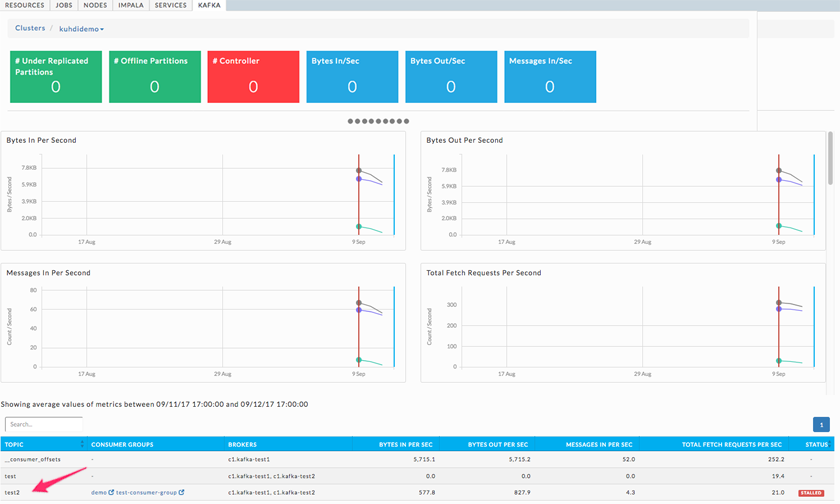 RESOURCES JOBS NODES IMPALA SERVICES KAFKA
Clusters / kuhdidemo
# Under Replicated Partitions
0
# Offline Partitions
0
# Controller
0
Bytes In/Sec
0
Bytes Out/Sec
0
Messages In/Sec
0
Bytes In Per Second
Bytes / Second
7.8KB
5.9KB
3.9KB
2.0KB
0.0
17 Aug 29 Aug 9 Sep
Bytes Out Per Second
Bytes / Second
7.8KB
5.9KB
3.9KB
2.0KB
0.0
17 Aug 29 Aug 9 Sep
Messages In Per Second
Count / Second
80
60
40
20
0
17 Aug 29 Aug 9 Sep
Total Fetch Requests Per Second
Count / Second
300
200
100
0
17 Aug 29 Aug 9 Sep
Showing average values of metrics between 09/11/17 17:00:00 and 09/12/17 17:00:00
Search...
1
TOPIC CONSUMER GROUPS BROKERS BYTES IN PER SEC BYTES OUT PER SEC MESSAGES IN PER SEC TOTAL FETCH REQUESTS PER SEC STATUS
__consumer_offsets - c1.kafka-test1 5,715.1 5,715.2 52.0 252.2 -
test - c1.kafka-test1, c1.kafka-test2 0.0 0.0 0.0 19.4 -
test2 demo test-consumer-group c1.kafka-test1, c1.kafka-test2 577.8 827.9 4.3 21.0 STALLED